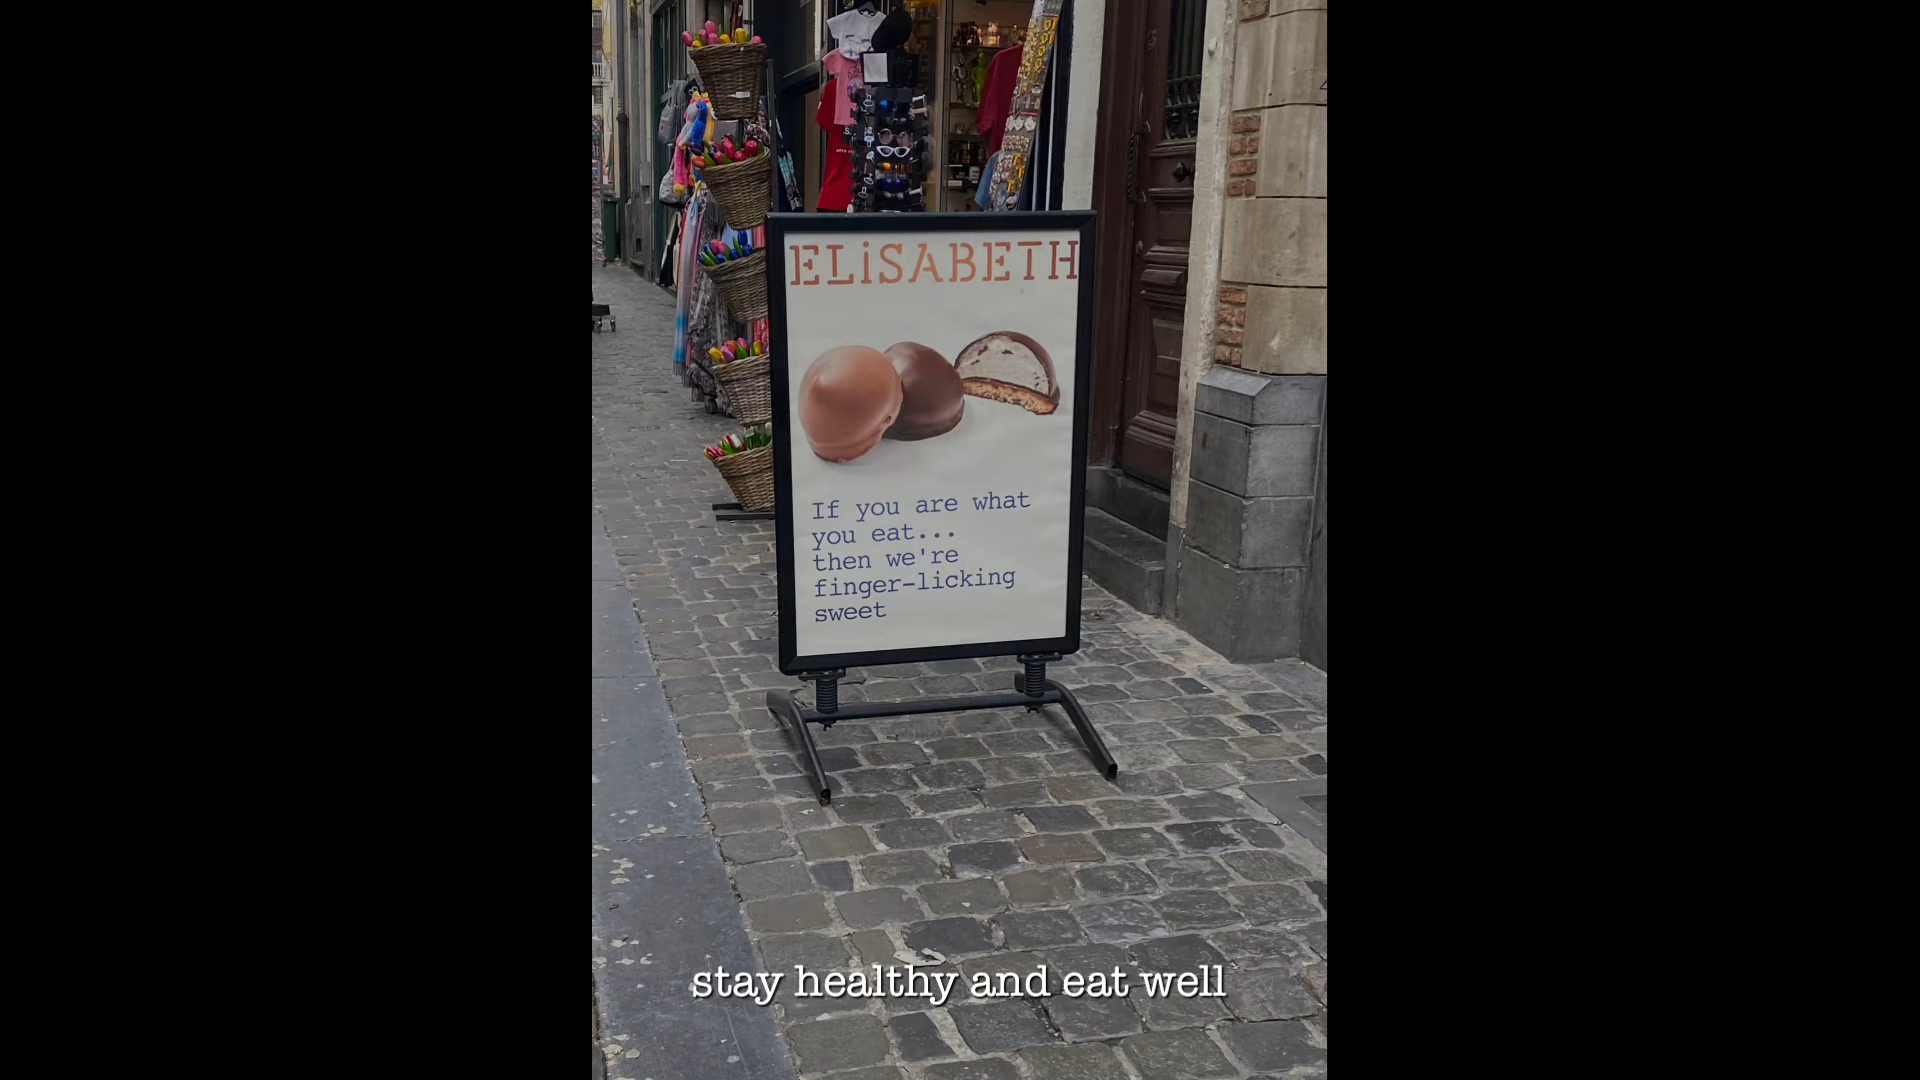 ELiSABETH
If you are what
you eat...
then we're
finger-licking
sweet
stay healthy and eat well